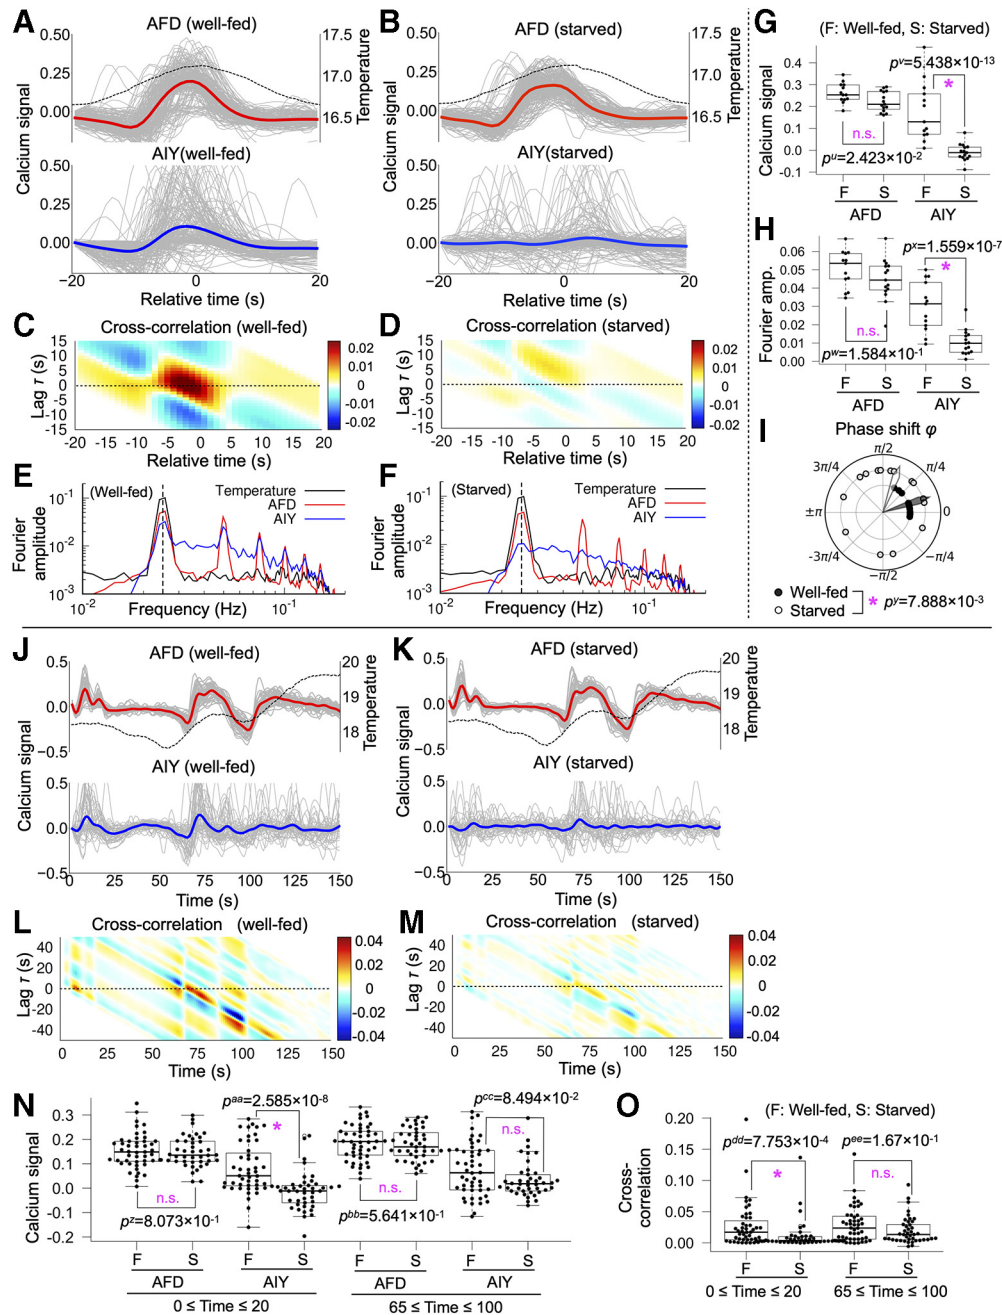 A
AFD (well-fed)
0.50
0.25
0.00
17.5
17.0
16.5
Temperature
Calcium signal
AIY(well-fed)
0.50
0.25
0.00
-20
0
20
Relative time (s)
B
AFD (starved)
0.50
0.25
0.00
17.5
17.0
16.5
Temperature
Calcium signal
AIY(starved)
0.50
0.25
0.00
-20
0
20
Relative time (s)
C
Cross-correlation (well-fed)
Lag τ (s)
15
10
5
0
-5
-10
-15
-20 -15 -10 -5 0 5 10 15 20
Relative time (s)
0.02
0.01
0
-0.01
-0.02
D
Cross-correlation (starved)
Lag τ (s)
15
10
5
0
-5
-10
-15
-20 -15 -10 -5 0 5 10 15 20
Relative time (s)
0.02
0.01
0
-0.01
-0.02
E
(Well-fed)
Temperature
AFD
AIY
Fourier
amplitude
10-1
10-2
10-3
10-2
10-1
Frequency (Hz)
F
(Starved)
Temperature
AFD
AIY
Fourier
amplitude
10-1
10-2
10-3
10-2
10-1
Frequency (Hz)
G
(F: Well-fed, S: Starved)
pv=5.438×10-13
*
Calcium signal
0.4
0.3
0.2
0.1
0.0
-0.1
n.s.
pu=2.423×10-2
F S F S
AFD AIY
H
px=1.559×10-7
*
Fourier amp.
0.06
0.05
0.04
0.03
0.02
0.01
0.00
n.s.
pw=1.584×10-1
F S F S
AFD AIY
I
Phase shift φ
π/2
3π/4
π/4
±π
0
-3π/4
-π/4
-π/2
Well-fed
Starved
* py=7.888×10-3
J
AFD (well-fed)
0.5
0.0
-0.5
20
19
18
Temperature
Calcium signal
AIY (well-fed)
0.5
0.0
-0.5
0 25 50 75 100 125 150
Time (s)
K
AFD (starved)
0.5
0.0
-0.5
20
19
18
Temperature
Calcium signal
AIY (starved)
0.5
0.0
-0.5
0 25 50 75 100 125 150
Time (s)
L
Cross-correlation (well-fed)
Lag τ (s)
40
20
0
-20
-40
0 25 50 75 100 125 150
Time (s)
0.04
0.02
0
-0.02
-0.04
M
Cross-correlation (starved)
Lag τ (s)
40
20
0
-20
-40
0 25 50 75 100 125 150
Time (s)
0.04
0.02
0
-0.02
-0.04
N
paa=2.585×10-8
*
pcc=8.494×10-2
n.s.
Calcium signal
0.3
0.2
0.1
0.0
-0.1
-0.2
n.s.
pz=8.073×10-1
n.s.
pbb=5.641×10-1
F S F S F S F S
AFD AIY AFD AIY
0 ≤ Time ≤ 20 65 ≤ Time ≤ 100
O
(F: Well-fed, S: Starved)
pdd=7.753×10-4 pee=1.67×10-1
* n.s.
Cross-
correlation
0.20
0.15
0.10
0.05
0.00
F S F S
0 ≤ Time ≤ 20 65 ≤ Time ≤ 100